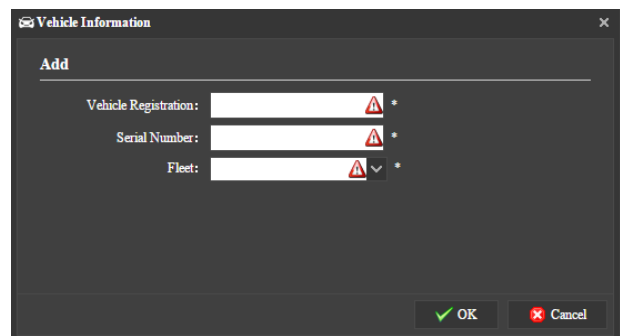 Vehicle Information
Add
Vehicle Registration: *
Serial Number: *
Fleet: *
OK Cancel